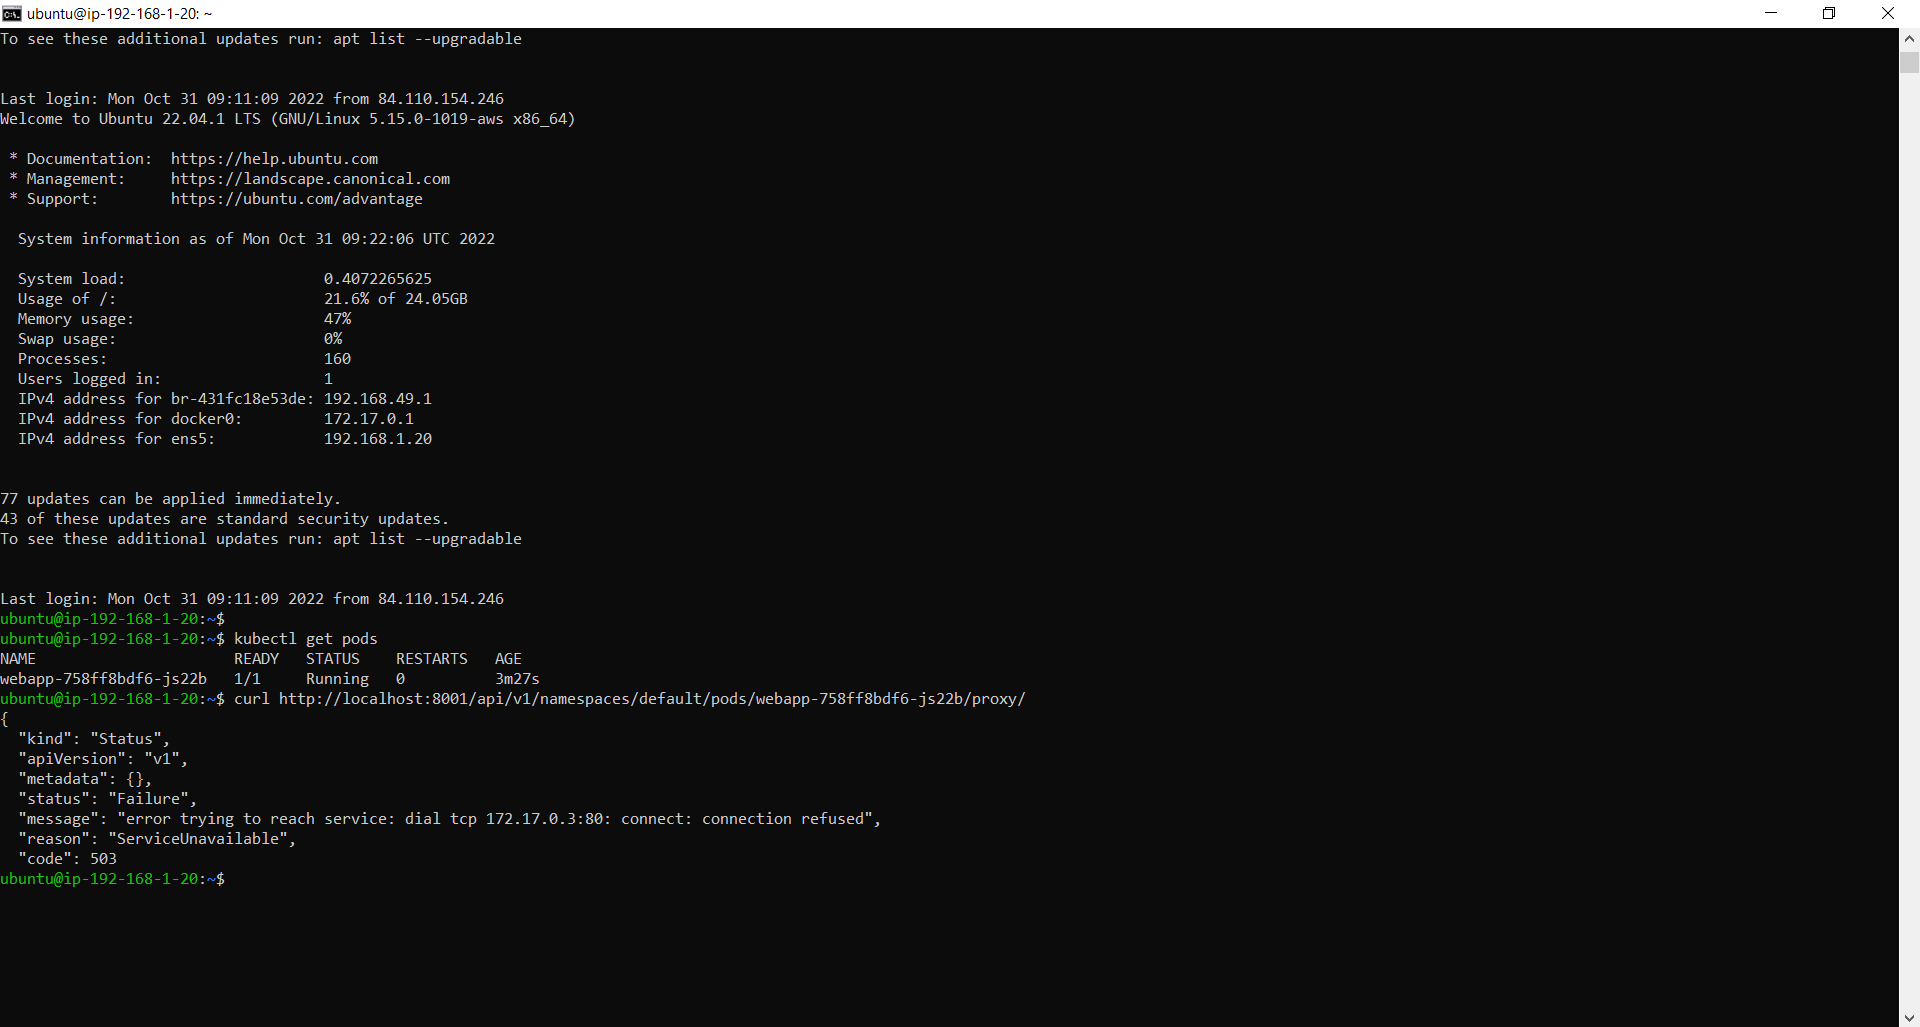 ubuntu@ip-192-168-1-20: ~
To see these additional updates run: apt list --upgradable
Last login: Mon Oct 31 09:11:09 2022 from 84.110.154.246
Welcome to Ubuntu 22.04.1 LTS (GNU/Linux 5.15.0-1019-aws x86_64)
* Documentation:  https://help.ubuntu.com
* Management:     https://landscape.canonical.com
* Support:        https://ubuntu.com/advantage
System information as of Mon Oct 31 09:22:06 UTC 2022
System load:                      0.4072265625
Usage of /:                       21.6% of 24.05GB
Memory usage:                     47%
Swap usage:                       0%
Processes:                        160
Users logged in:                  1
IPv4 address for br-431fc18e53de: 192.168.49.1
IPv4 address for docker0:         172.17.0.1
IPv4 address for ens5:            192.168.1.20
77 updates can be applied immediately.
43 of these updates are standard security updates.
To see these additional updates run: apt list --upgradable
Last login: Mon Oct 31 09:11:09 2022 from 84.110.154.246
ubuntu@ip-192-168-1-20:~$
ubuntu@ip-192-168-1-20:~$ kubectl get pods
NAME                      READY   STATUS    RESTARTS   AGE
webapp-758ff8bdf6-js22b   1/1     Running   0          3m27s
ubuntu@ip-192-168-1-20:~$ curl http://localhost:8001/api/v1/namespaces/default/pods/webapp-758ff8bdf6-js22b/proxy/
{
"kind": "Status",
"apiVersion": "v1",
"metadata": {},
"status": "Failure",
"message": "error trying to reach service: dial tcp 172.17.0.3:80: connect: connection refused",
"reason": "ServiceUnavailable",
"code": 503
ubuntu@ip-192-168-1-20:~$